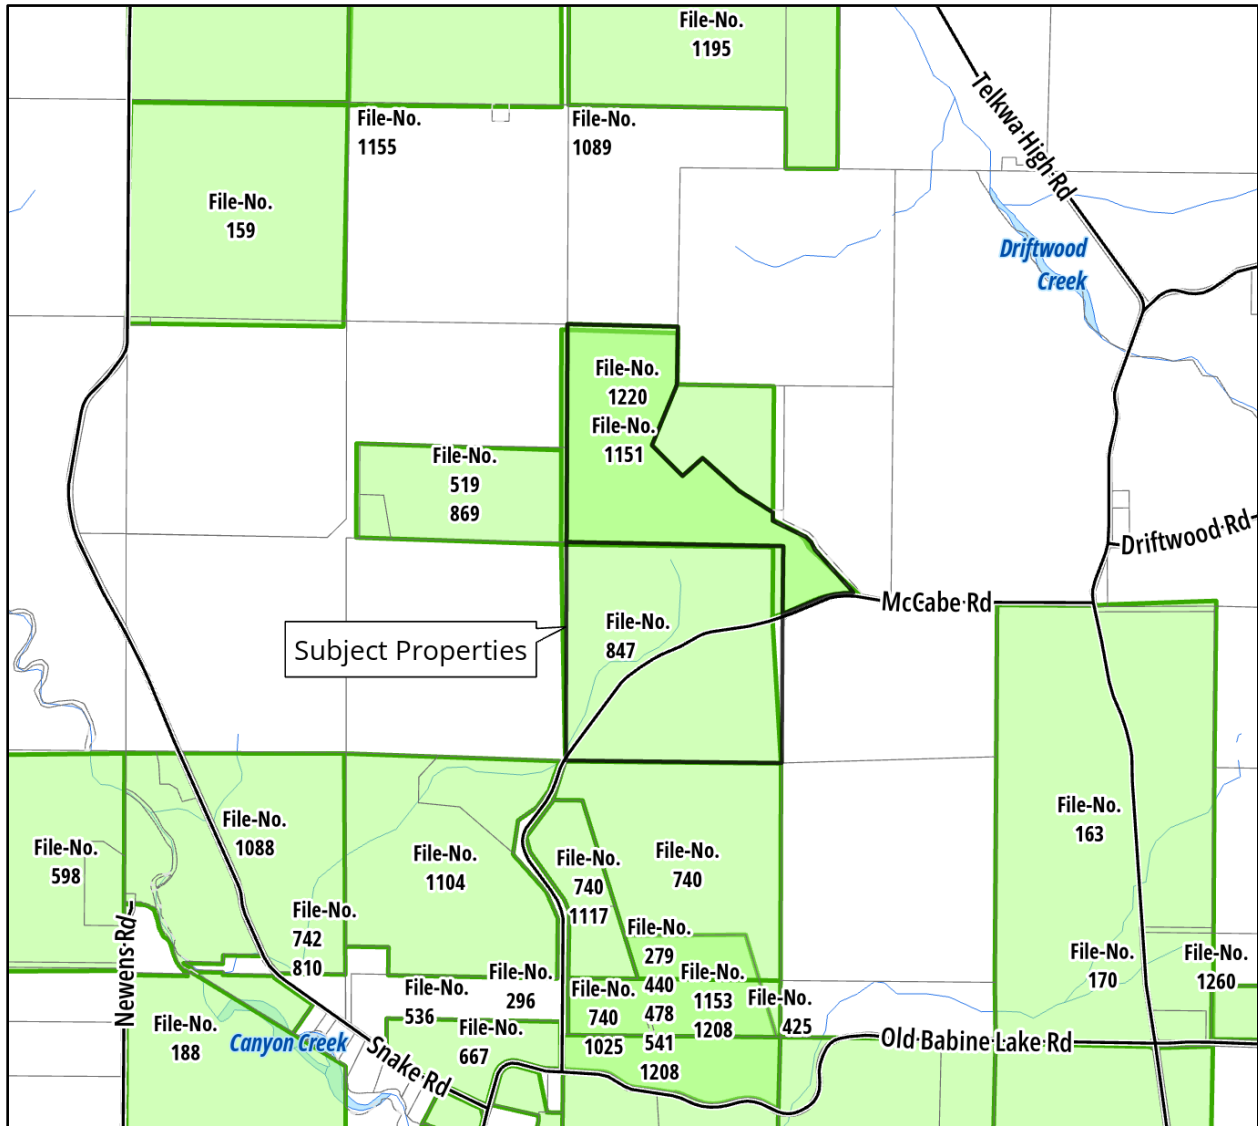 File-No.
1195
Telkwa High Rd
File-No.
1155
File-No.
1089
File-No.
159
Driftwood
Creek
File-No.
1220
File-No.
1151
File-No.
519
869
Driftwood Rd
McCabe Rd
File-No.
847
Subject Properties
File-No.
163
File-No.
1088
File-No.
598
File-No.
1104
File-No.
740
1117
File-No.
740
File-No.
742
810
File-No.
279
440
478
541
1208
Newens Rd
File-No.
296
File-No.
536
File-No.
740
1025
File-No.
1153
1208
File-No.
425
File-No.
170
File-No.
1260
File-No.
188
Canyon Creek
Snake Rd
File-No.
667
Old Babine Lake Rd